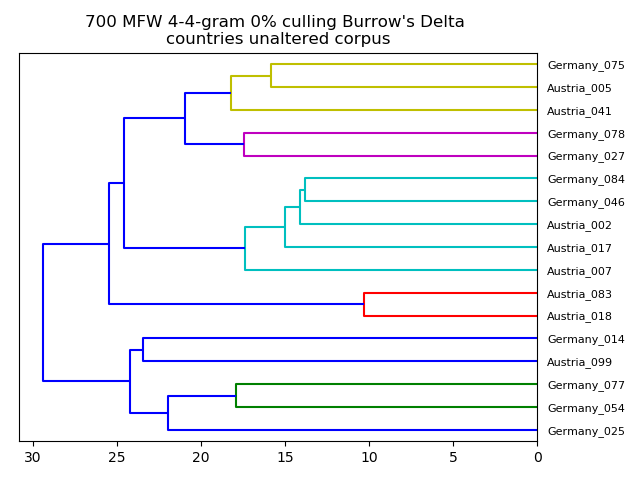 700 MFW 4-4-gram 0% culling Burrow's Delta
countries unaltered corpus
Germany_075
Austria_005
Austria_041
Germany_078
Germany_027
Germany_084
Germany_046
Austria_002
Austria_017
Austria_007
Austria_083
Austria_018
Germany_014
Austria_099
Germany_077
Germany_054
Germany_025
30 25 20 15 10 5 0